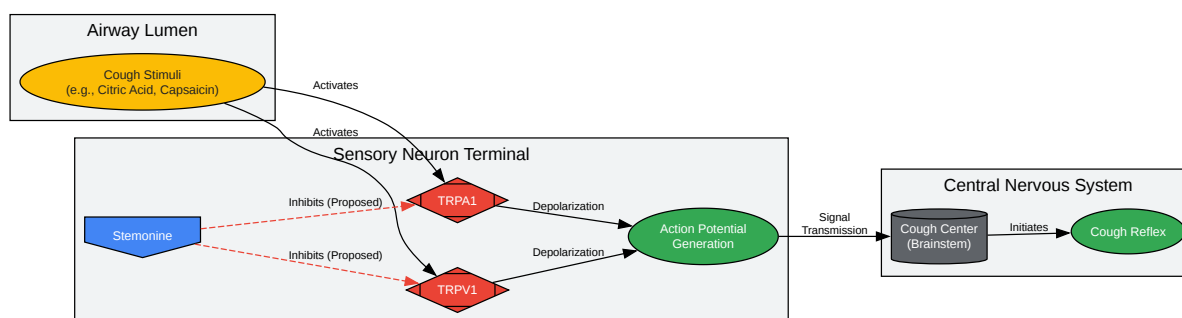 Airway Lumen
Cough Stimuli
(e.g., Citric Acid, Capsaicin)
Activates
Activates
Sensory Neuron Terminal
Stemonine
Inhibits (Proposed)
Inhibits (Proposed)
TRPA1
TRPV1
Depolarization
Depolarization
Action Potential
Generation
Signal
Transmission
Central Nervous System
Cough Center
(Brainstem)
Initiates
Cough Reflex